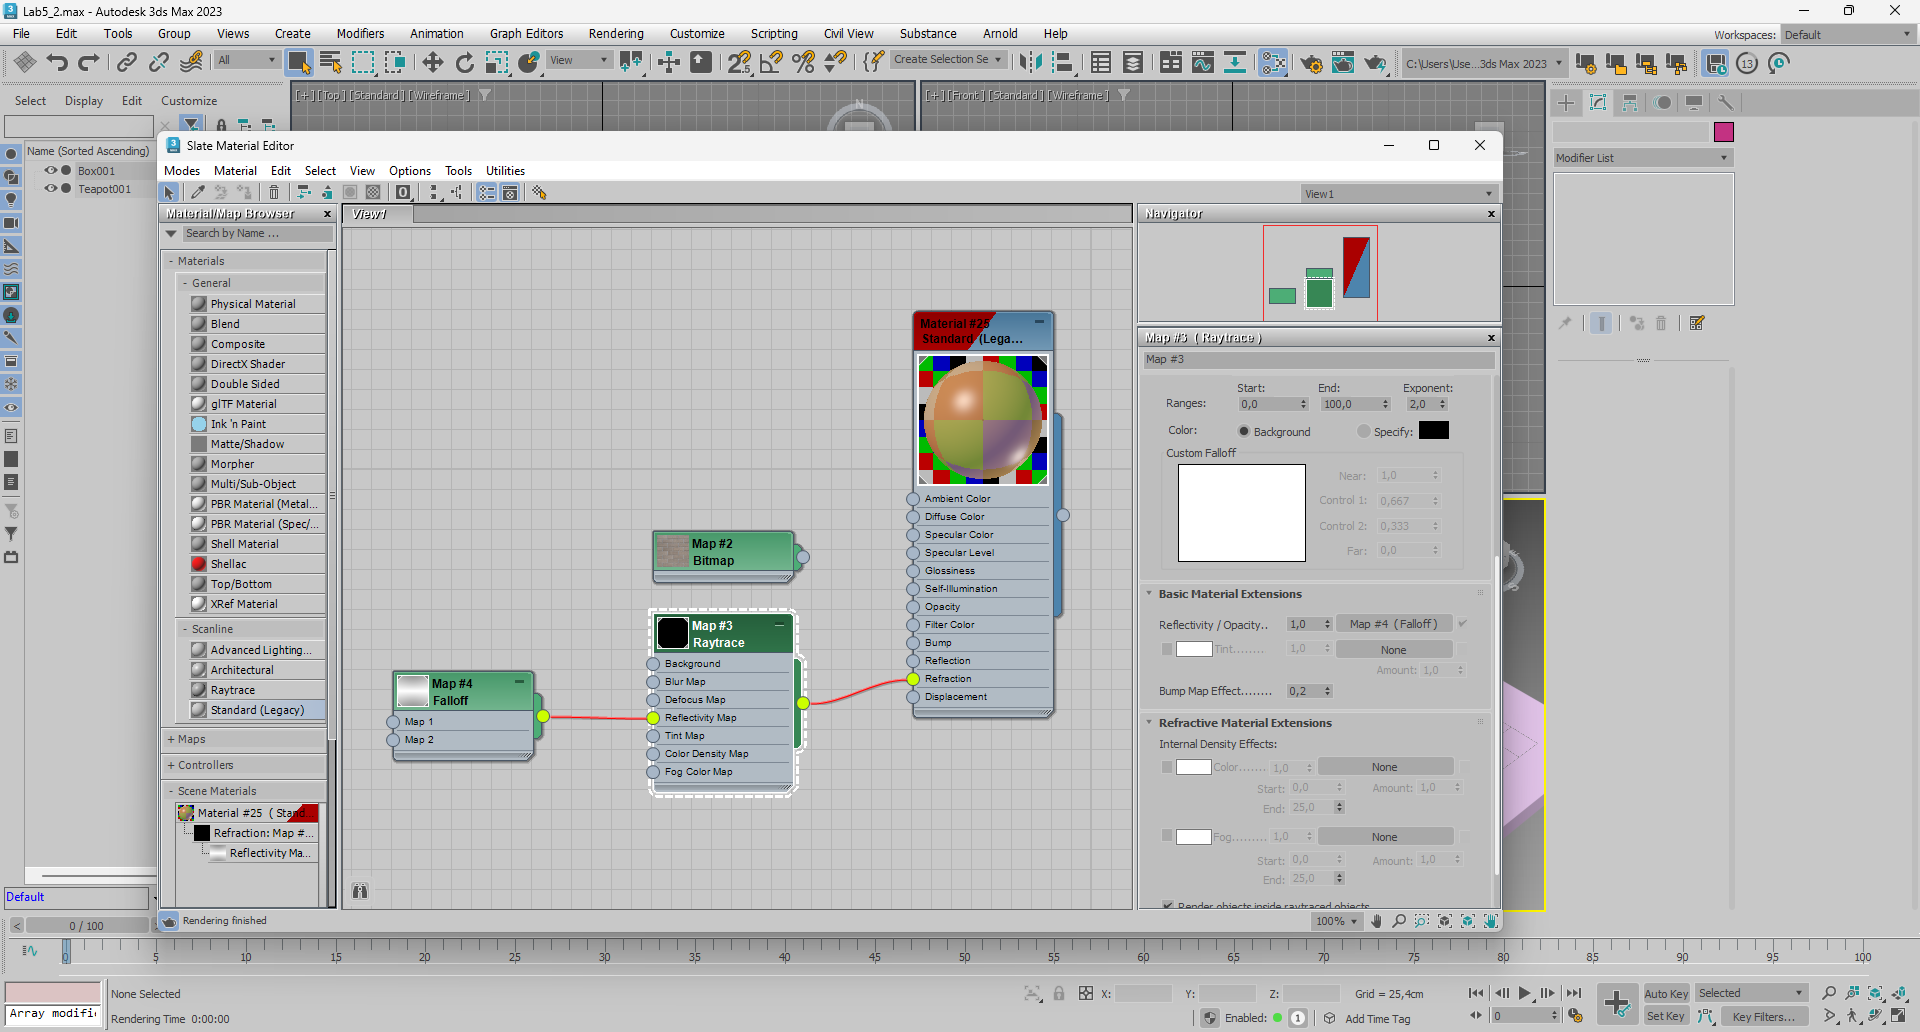 Lab5_2.max - Autodesk 3ds Max 2023
File Edit Tools Group Views Create Modifiers Animation Graph Editors Rendering Customize Scripting Civil View Substance Arnold Help
Workspaces: Default
All View Create Selection Se C:\Users\Use...3ds Max 2023 13
Select Display Edit Customize
[+] [Top ] [Standard ] [Wireframe ]
[+] [Front ] [Standard ] [Wireframe ]
Name (Sorted Ascending)
Box001
Teapot001
Modifier List
Slate Material Editor
Modes Material Edit Select View Options Tools Utilities
View1
Material/Map Browser
Search by Name ...
- Materials
- General
Physical Material
Blend
Composite
DirectX Shader
Double Sided
glTF Material
Ink 'n Paint
Matte/Shadow
Morpher
Multi/Sub-Object
PBR Material (Metal...
PBR Material (Spec/...
Shell Material
Shellac
Top/Bottom
XRef Material
- Scanline
Advanced Lighting...
Architectural
Raytrace
Standard (Legacy)
+ Maps
+ Controllers
- Scene Materials
Material #25 ( Stand...
Refraction: Map #...
Reflectivity Ma...
View1
Map #4
Falloff
Map 1
Map 2
Map #2
Bitmap
Map #3
Raytrace
Background
Blur Map
Defocus Map
Reflectivity Map
Tint Map
Color Density Map
Fog Color Map
Material #25
Standard (Lega...
Ambient Color
Diffuse Color
Specular Color
Specular Level
Glossiness
Self-Illumination
Opacity
Filter Color
Bump
Reflection
Refraction
Displacement
Navigator
Map #3 ( Raytrace )
Map #3
Start: End: Exponent:
Ranges: 0,0 100,0 2,0
Color: Background Specify:
Custom Falloff
Near: 1,0
Control 1: 0,667
Control 2: 0,333
Far: 0,0
Basic Material Extensions
Reflectivity / Opacity.. 1,0 Map #4 (Falloff)
Tint........ 1,0 None
Amount: 1,0
Bump Map Effect........ 0,2
Refractive Material Extensions
Internal Density Effects:
Color....... 1,0 None
Start: 0,0 Amount: 1,0
End: 25,0
Fog......... 1,0 None
Start: 0,0 Amount: 1,0
End: 25,0
Render objects inside raytraced objects
Rendering finished
100%
Default
0 / 100
0 5 10 15 20 25 30 35 40 45 50 55 60 65 70 75 80 85 90 95 100
None Selected
X: Y: Z: Grid = 25,4cm
Auto Key Selected
Array modifi
Rendering Time 0:00:00
Enabled: 1 Add Time Tag
0
Set Key Key Filters...